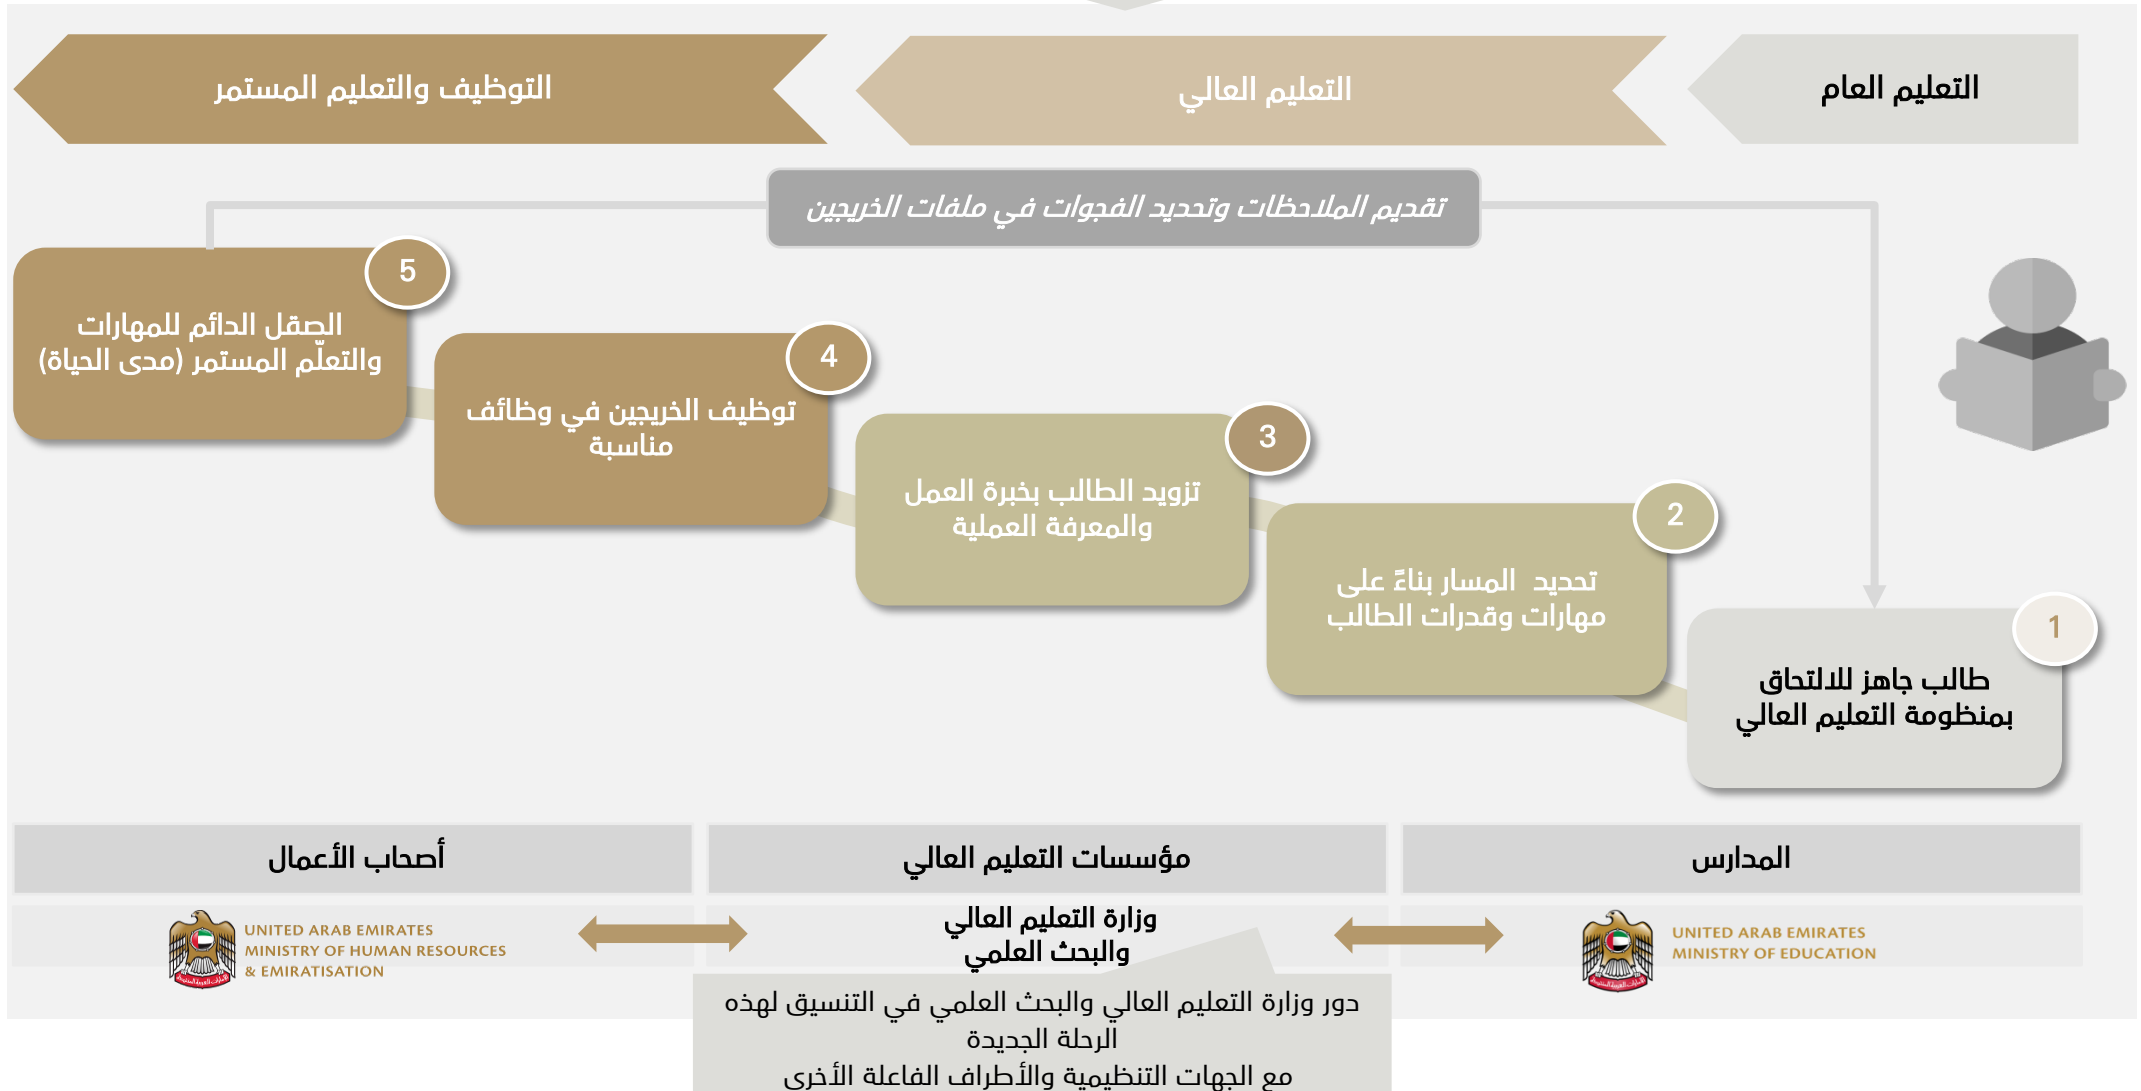 التعليم العام
التعليم العالي
التوظيف والتعليم المستمر
تقديم الملاحظات وتحديد الفجوات في ملفات الخريجين
1
طالب جاهز للالتحاق
بمنظومة التعليم العالي
2
تحديد المسار بناءً على
مهارات وقدرات الطالب
3
تزويد الطالب بخبرة العمل
والمعرفة العملية
4
توظيف الخريجين في وظائف
مناسبة
5
الصقل الدائم للمهارات
والتعلّم المستمر (مدى الحياة)
المدارس
مؤسسات التعليم العالي
أصحاب الأعمال
UNITED ARAB EMIRATES
MINISTRY OF EDUCATION
وزارة التعليم العالي
والبحث العلمي
UNITED ARAB EMIRATES
MINISTRY OF HUMAN RESOURCES
& EMIRATISATION
دور وزارة التعليم العالي والبحث العلمي في التنسيق لهذه
الرحلة الجديدة
مع الجهات التنظيمية والأطراف الفاعلة الأخرى